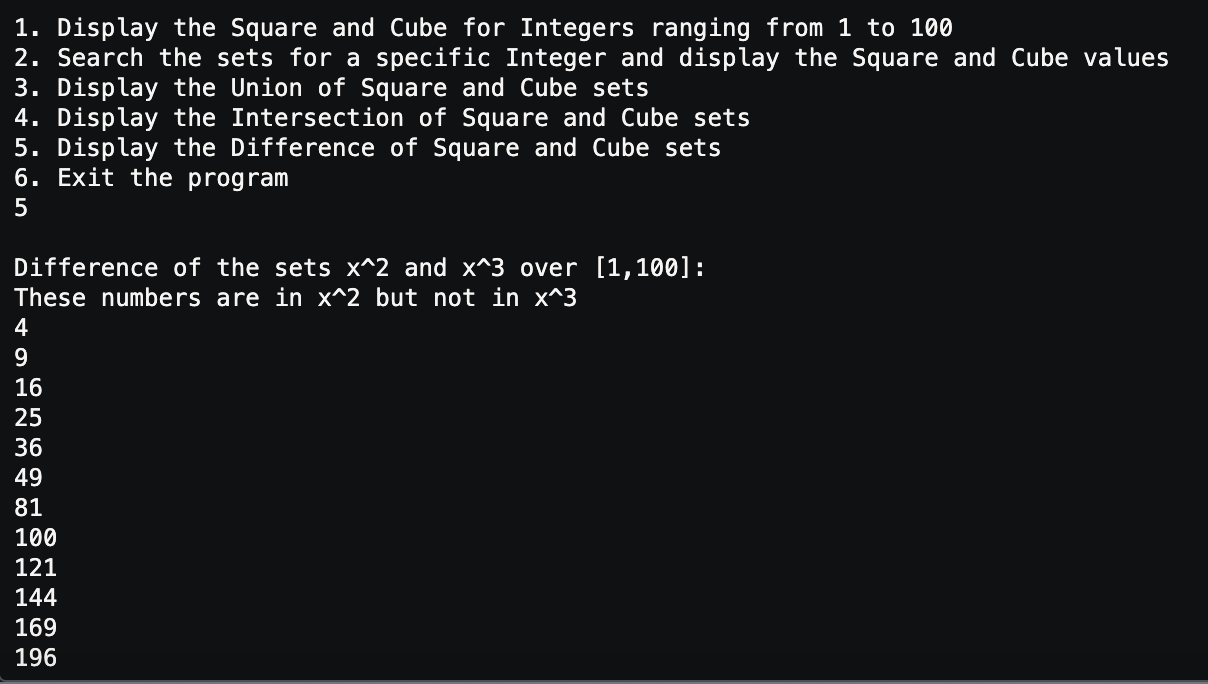 1. Display the Square and Cube for Integers ranging from 1 to 100
2. Search the sets for a specific Integer and display the Square and Cube values
3. Display the Union of Square and Cube sets
4. Display the Intersection of Square and Cube sets
5. Display the Difference of Square and Cube sets
6. Exit the program
5
Difference of the sets x^2 and x^3 over [1,100]:
These numbers are in x^2 but not in x^3
4
9
16
25
36
49
81
100
121
144
169
196